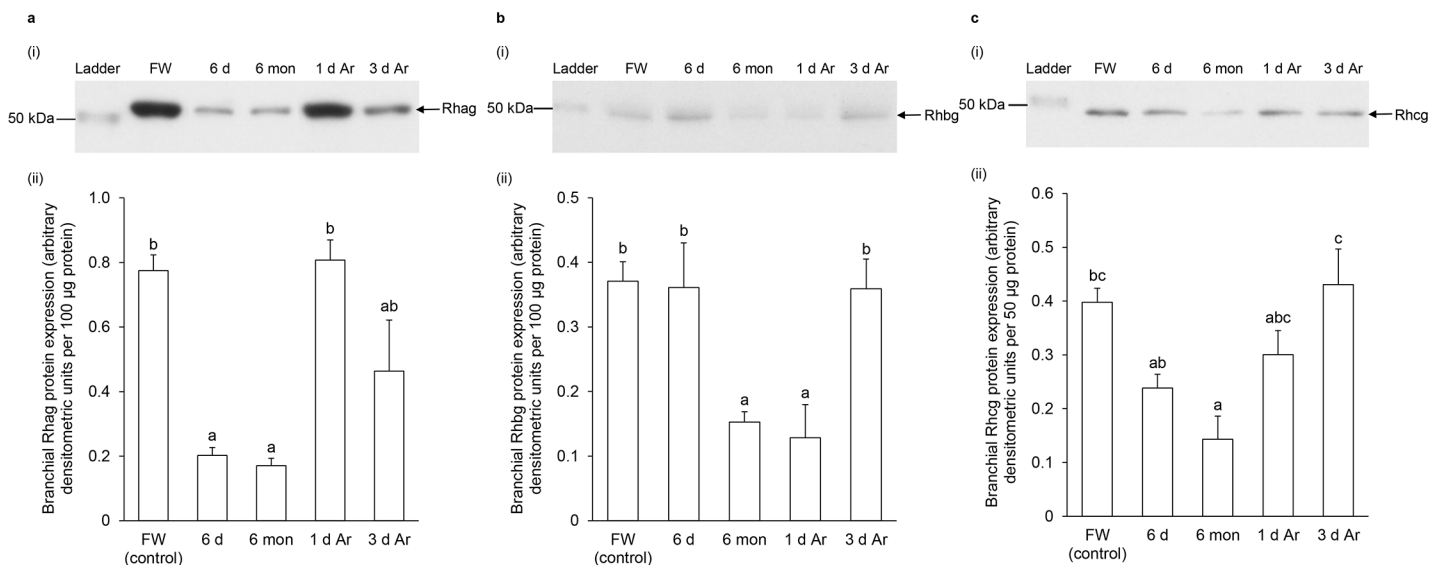 a
(i)
Ladder FW 6 d 6 mon 1 d Ar 3 d Ar
50 kDa
Rhag
(ii)
Branchial Rhag protein expression (arbitrary
densitometric units per 100 µg protein)
1.0
0.8
0.6
0.4
0.2
0
b
a
a
b
ab
FW
(control)
6 d
6 mon
1 d Ar
3 d Ar
b
(i)
Ladder FW 6 d 6 mon 1 d Ar 3 d Ar
50 kDa
Rhbg
(ii)
Branchial Rhbg protein expression (arbitrary
densitometric units per 100 µg protein)
0.5
0.4
0.3
0.2
0.1
0
b
b
a
a
b
FW
(control)
6 d
6 mon
1 d Ar
3 d Ar
c
(i)
Ladder FW 6 d 6 mon 1 d Ar 3 d Ar
50 kDa
Rhcg
(ii)
Branchial Rhcg protein expression (arbitrary
densitometric units per 50 µg protein)
0.6
0.5
0.4
0.3
0.2
0.1
0
bc
ab
a
abc
c
FW
(control)
6 d
6 mon
1 d Ar
3 d Ar